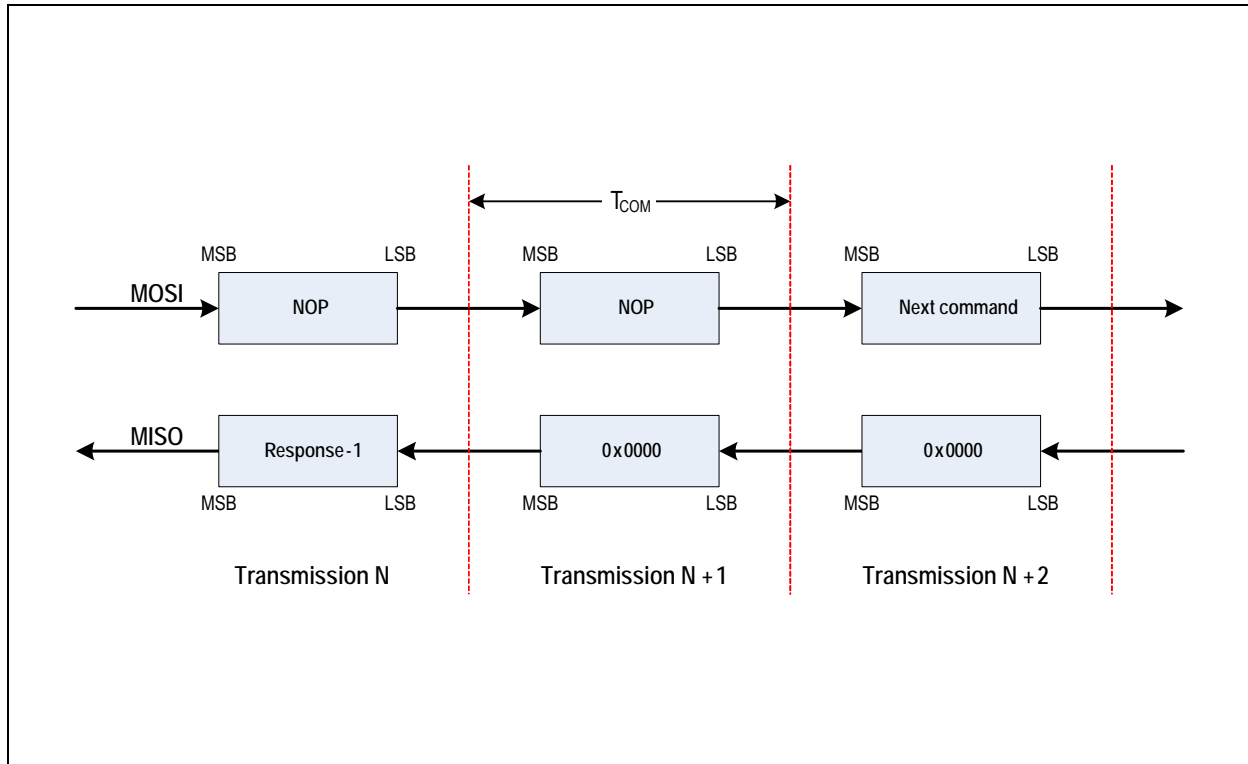 T_COM
MSB LSB MSB LSB MSB LSB
MOSI NOP NOP Next command
MISO Response-1 0x0000 0x0000
MSB LSB MSB LSB MSB LSB
Transmission N Transmission N+1 Transmission N+2